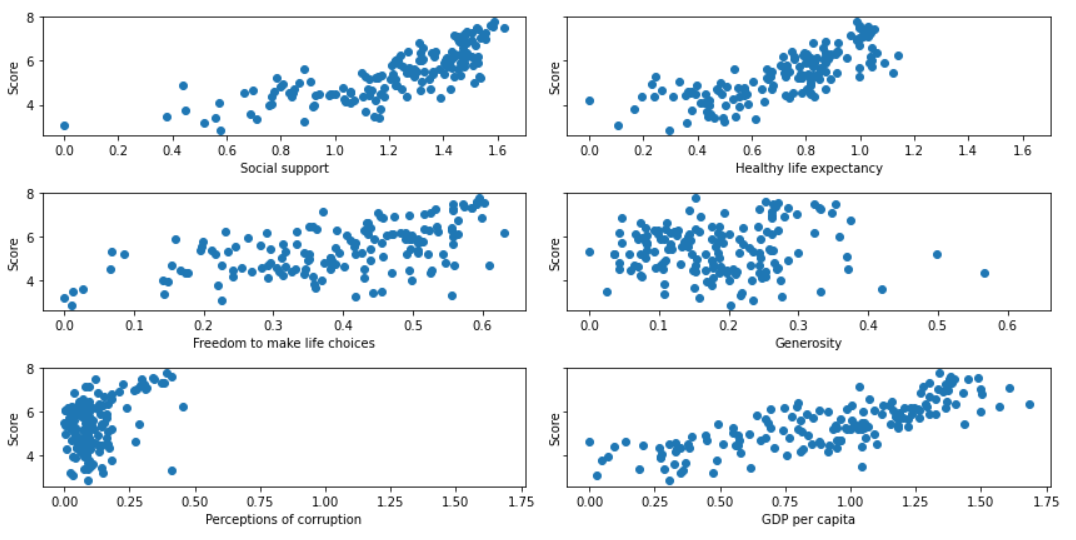 8
6
4
Score
0.0 0.2 0.4 0.6 0.8 1.0 1.2 1.4 1.6
Social support
Score
0.0 0.2 0.4 0.6 0.8 1.0 1.2 1.4 1.6
Healthy life expectancy
8
6
4
Score
0.0 0.1 0.2 0.3 0.4 0.5 0.6
Freedom to make life choices
Score
0.0 0.1 0.2 0.3 0.4 0.5 0.6
Generosity
8
6
4
Score
0.00 0.25 0.50 0.75 1.00 1.25 1.50 1.75
Perceptions of corruption
Score
0.00 0.25 0.50 0.75 1.00 1.25 1.50 1.75
GDP per capita